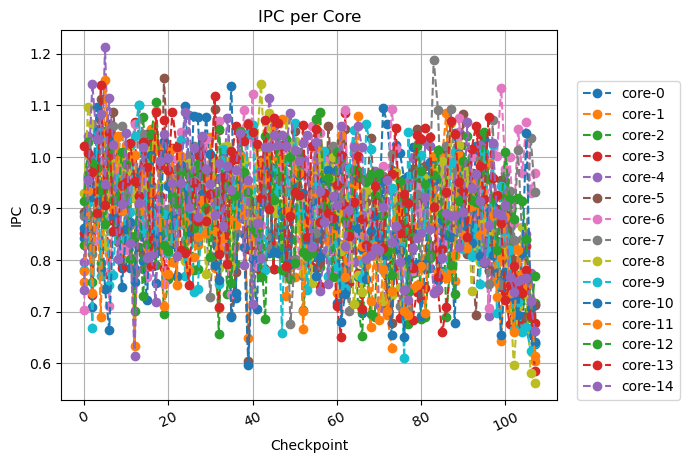 IPC per Core
1.2
1.1
1.0
0.9
0.8
0.7
0.6
IPC
0
20
40
60
80
100
Checkpoint
core-0
core-1
core-2
core-3
core-4
core-5
core-6
core-7
core-8
core-9
core-10
core-11
core-12
core-13
core-14